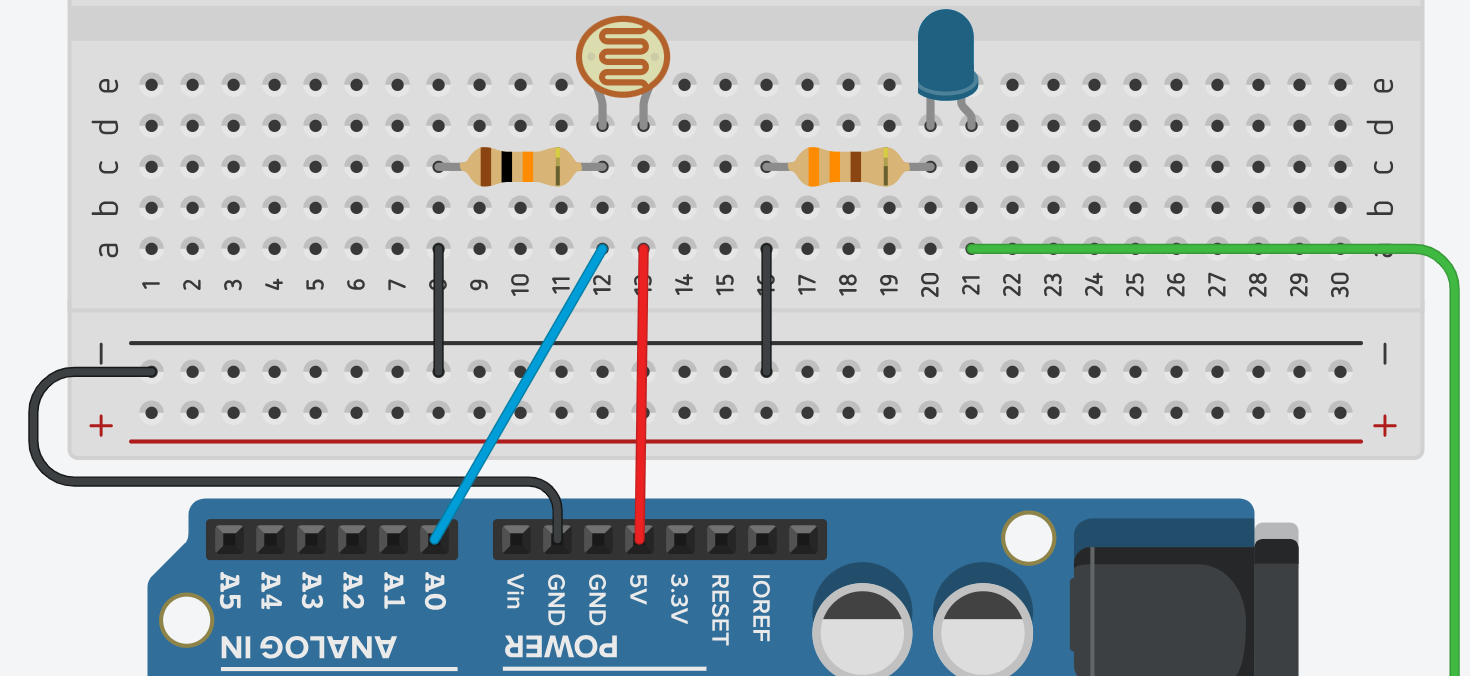 e e
d d
c c
b b
a
1 2 3 4 5 6 7 9 10 11 12 13 14 15 16 17 18 19 20 21 22 23 24 25 26 27 28 29 30
− −
+ +
A5 A4 A3 A2 A1 A0 Vin GND GND 5V 3.3V RESET IOREF
ANALOG IN POWER